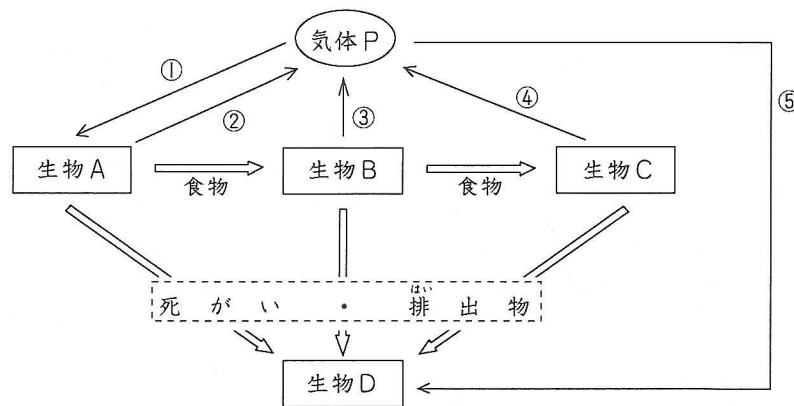 気体P
①
②
③
④
⑤
生物A
食物
生物B
食物
生物C
はい
死がい・排出物
生物D